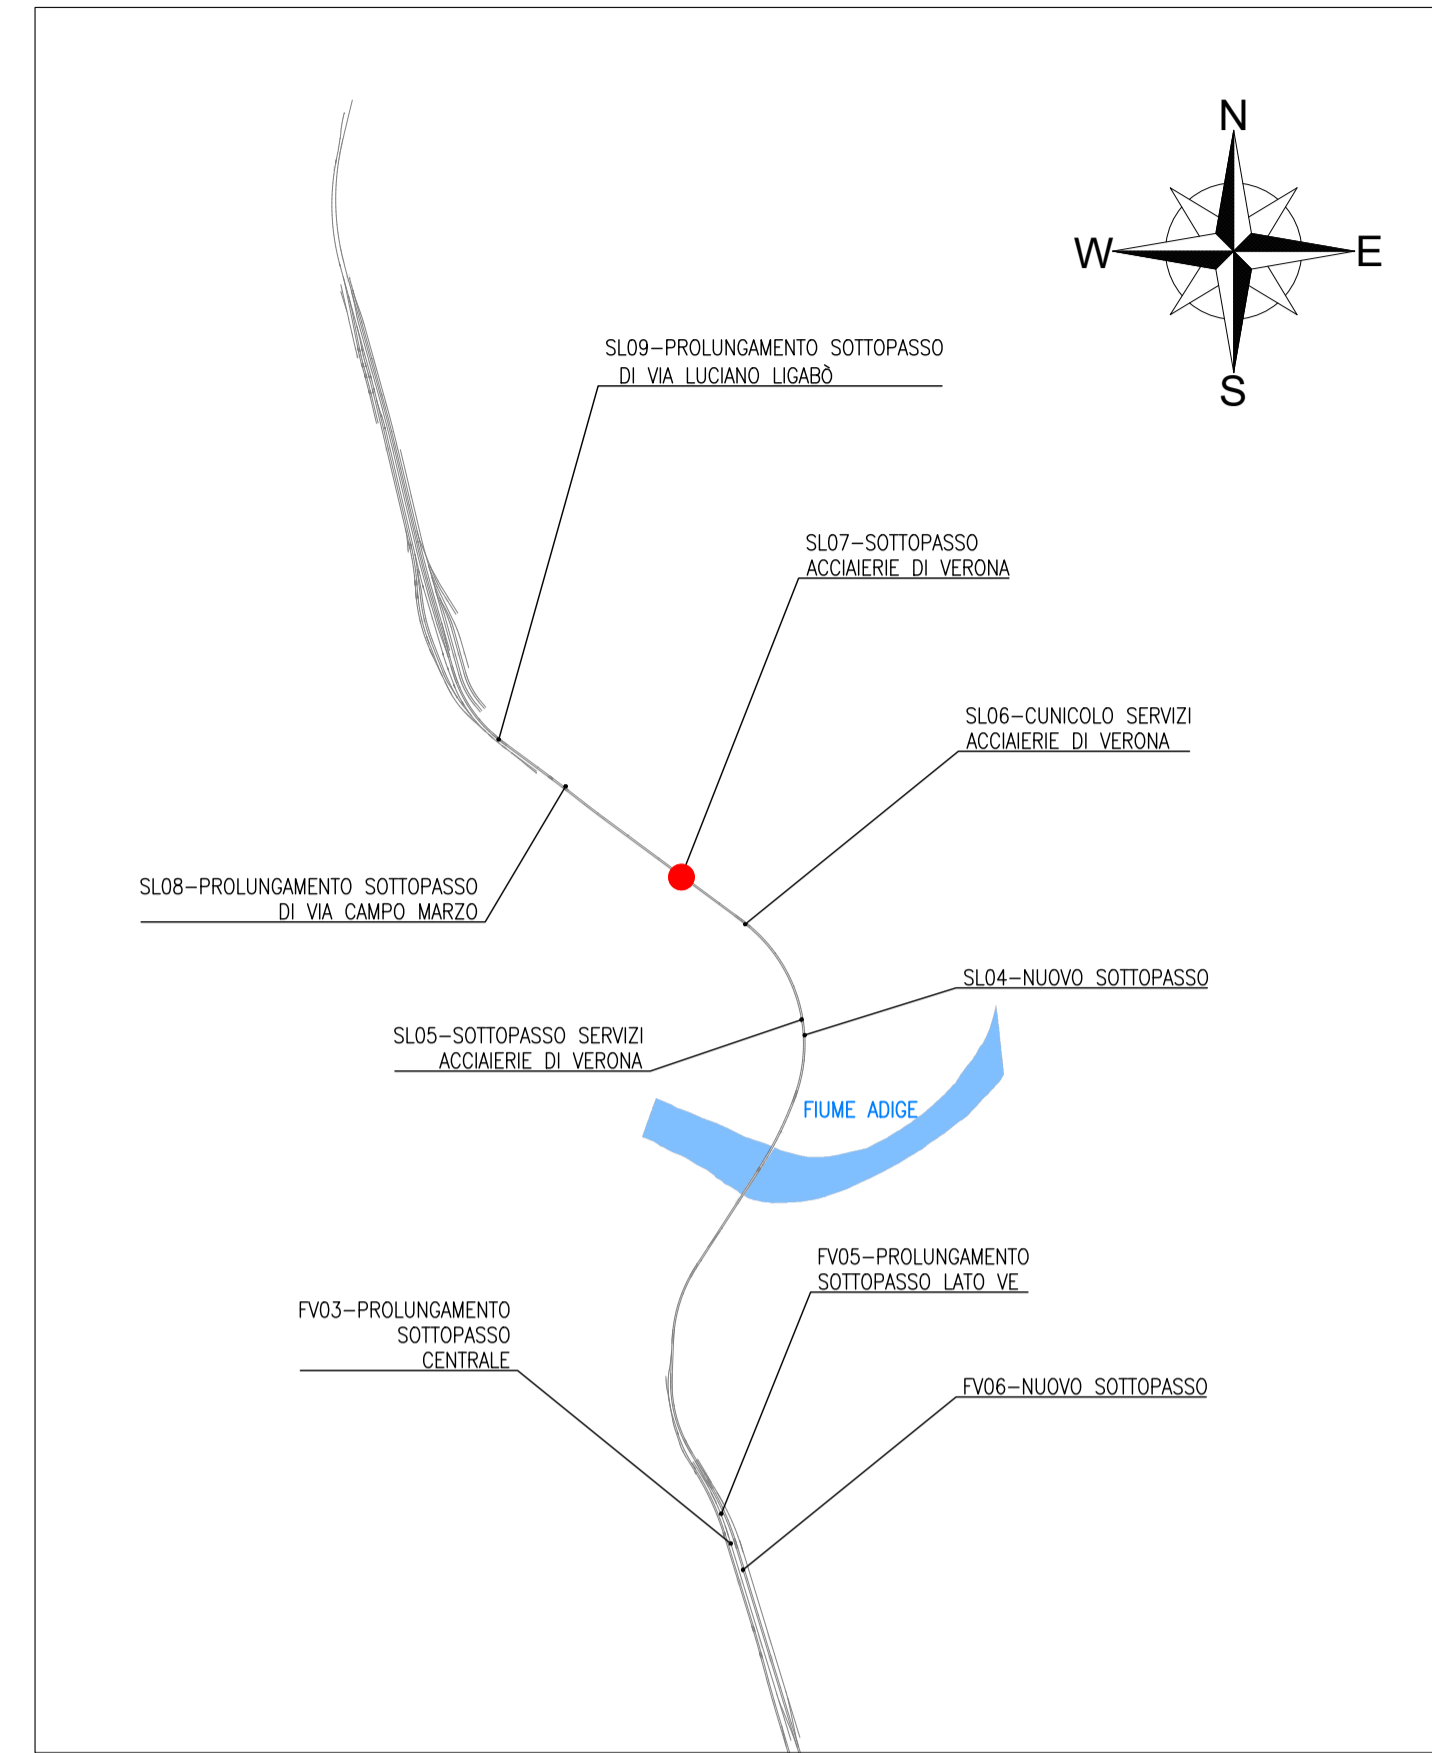 N
W
E
S
SL09-PROLUNGAMENTO SOTTOPASSO
DI VIA LUCIANO LIGABÒ
SL07-SOTTOPASSO
ACCIAIERIE DI VERONA
SL06-CUNICOLO SERVIZI
ACCIAIERIE DI VERONA
SL08-PROLUNGAMENTO SOTTOPASSO
DI VIA CAMPO MARZO
SL04-NUOVO SOTTOPASSO
SL05-SOTTOPASSO SERVIZI
ACCIAIERIE DI VERONA
FIUME ADIGE
FV05-PROLUNGAMENTO
SOTTOPASSO LATO VE
FV03-PROLUNGAMENTO
SOTTOPASSO
CENTRALE
FV06-NUOVO SOTTOPASSO